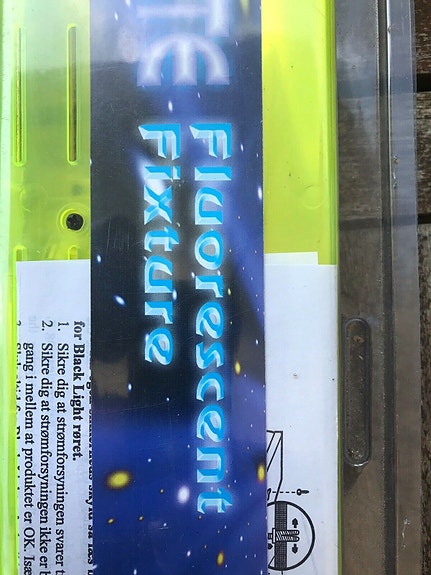 TE
Fluorescent
Fixture
for Black Light røret.
1. Sikre dig at strømforsyningen svarer
2. Sikre dig at strømforsyningen ikke er
gang i mellem at produktet er OK.